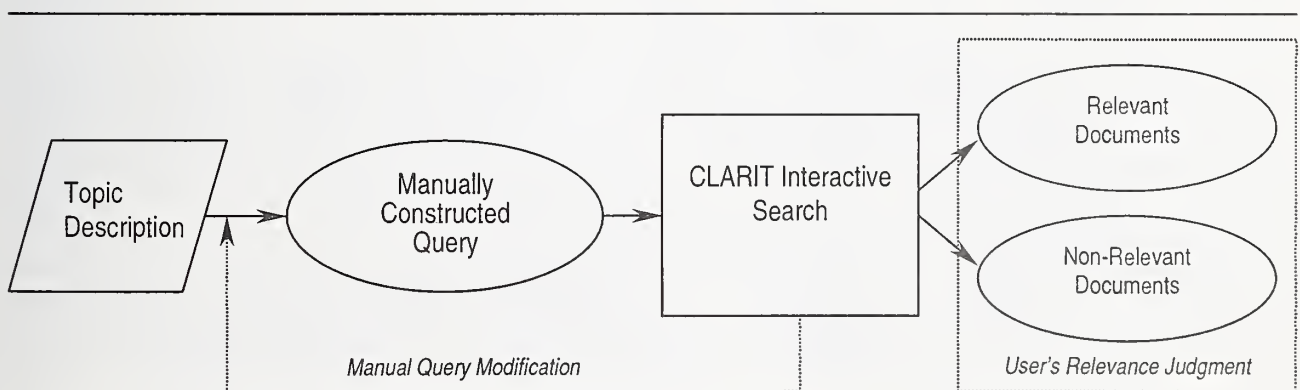 Topic
Description
Manually
Constructed
Query
CLARIT Interactive
Search
Relevant
Documents
Non-Relevant
Documents
Manual Query Modification
User's Relevance Judgment